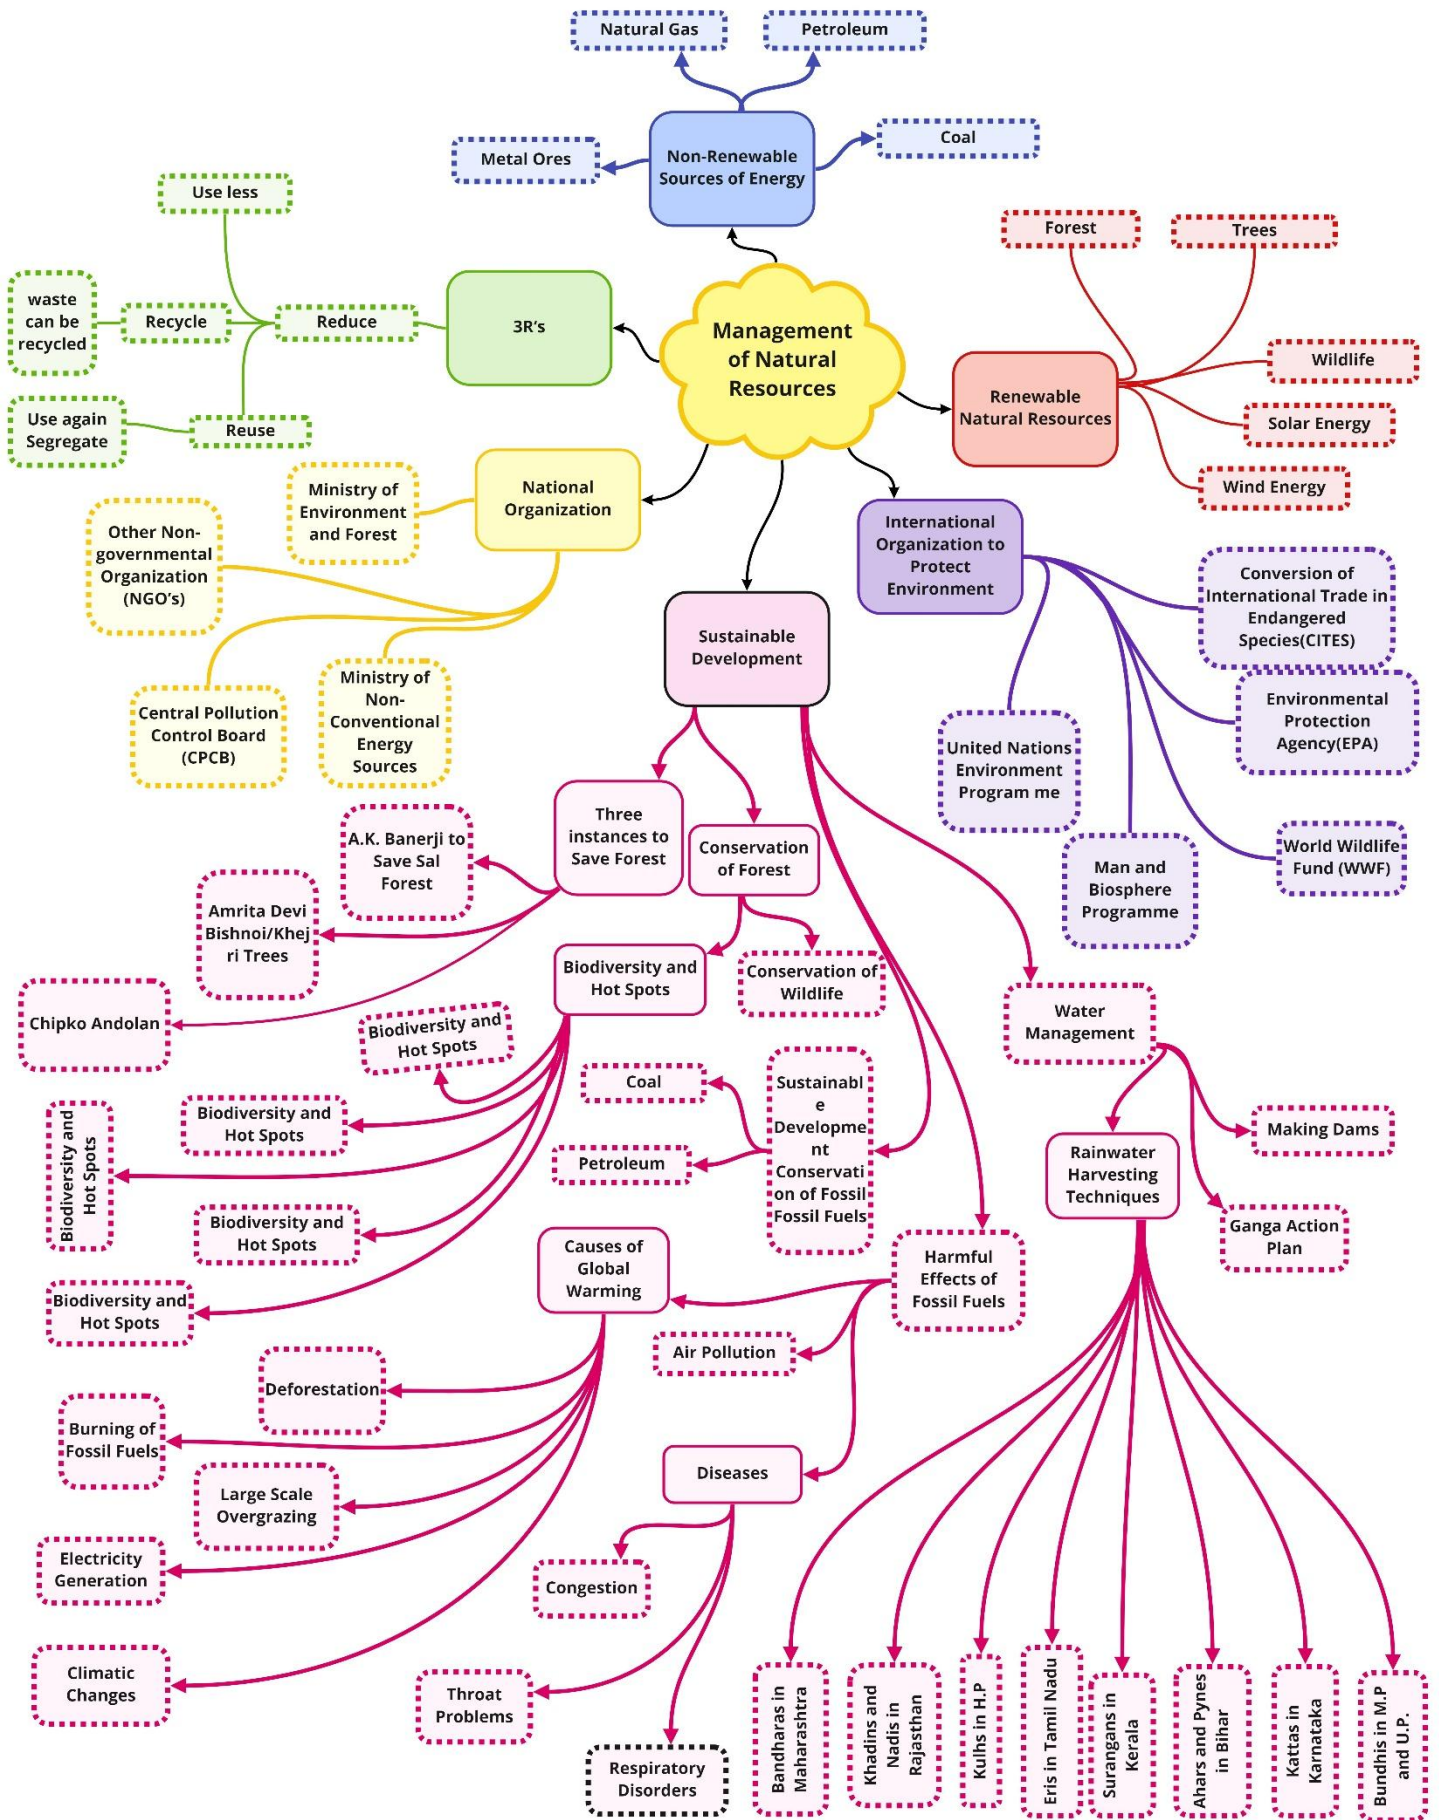 Natural Gas
Petroleum
Non-Renewable
Sources of Energy
Metal Ores
Coal
Use less
waste
can be
recycled
Recycle
Reduce
3R's
Use again
Segregate
Reuse
Management
of Natural
Resources
Forest
Trees
Wildlife
Renewable
Natural Resources
Solar Energy
Wind Energy
National
Organization
Ministry of
Environment
and Forest
Other Non-
governmental
Organization
(NGO's)
Central Pollution
Control Board
(CPCB)
Ministry of
Non-
Conventional
Energy
Sources
International
Organization to
Protect
Environment
Conversion of
International Trade in
Endangered
Species(CITES)
Environmental
Protection
Agency(EPA)
United Nations
Environment
Program me
World Wildlife
Fund (WWF)
Man and
Biosphere
Programme
Sustainable
Development
Three
instances to
Save Forest
Conservation
of Forest
A.K. Banerji to
Save Sal
Forest
Amrita Devi
Bishnoi/Khej
ri Trees
Chipko Andolan
Biodiversity and
Hot Spots
Conservation of
Wildlife
Biodiversity and
Hot Spots
Biodiversity and
Hot Spots
Biodiversity and
Hot Spots
Biodiversity and
Hot Spots
Biodiversity and
Hot Spots
Coal
Petroleum
Sustainabl
e
Developme
nt
Conservati
on of Fossil
Fossil Fuels
Water
Management
Making Dams
Rainwater
Harvesting
Techniques
Ganga Action
Plan
Harmful
Effects of
Fossil Fuels
Causes of
Global
Warming
Air Pollution
Deforestation
Burning of
Fossil Fuels
Large Scale
Overgrazing
Electricity
Generation
Climatic
Changes
Diseases
Congestion
Throat
Problems
Respiratory
Disorders
Bandharas in
Maharashtra
Khadins and
Nadis in
Rajasthan
Kulhs in H.P
Eris in Tamil Nadu
Surangans in
Kerala
Ahars and Pynes
in Bihar
Kattas in
Karnataka
Bundhis in M.P
and U.P.